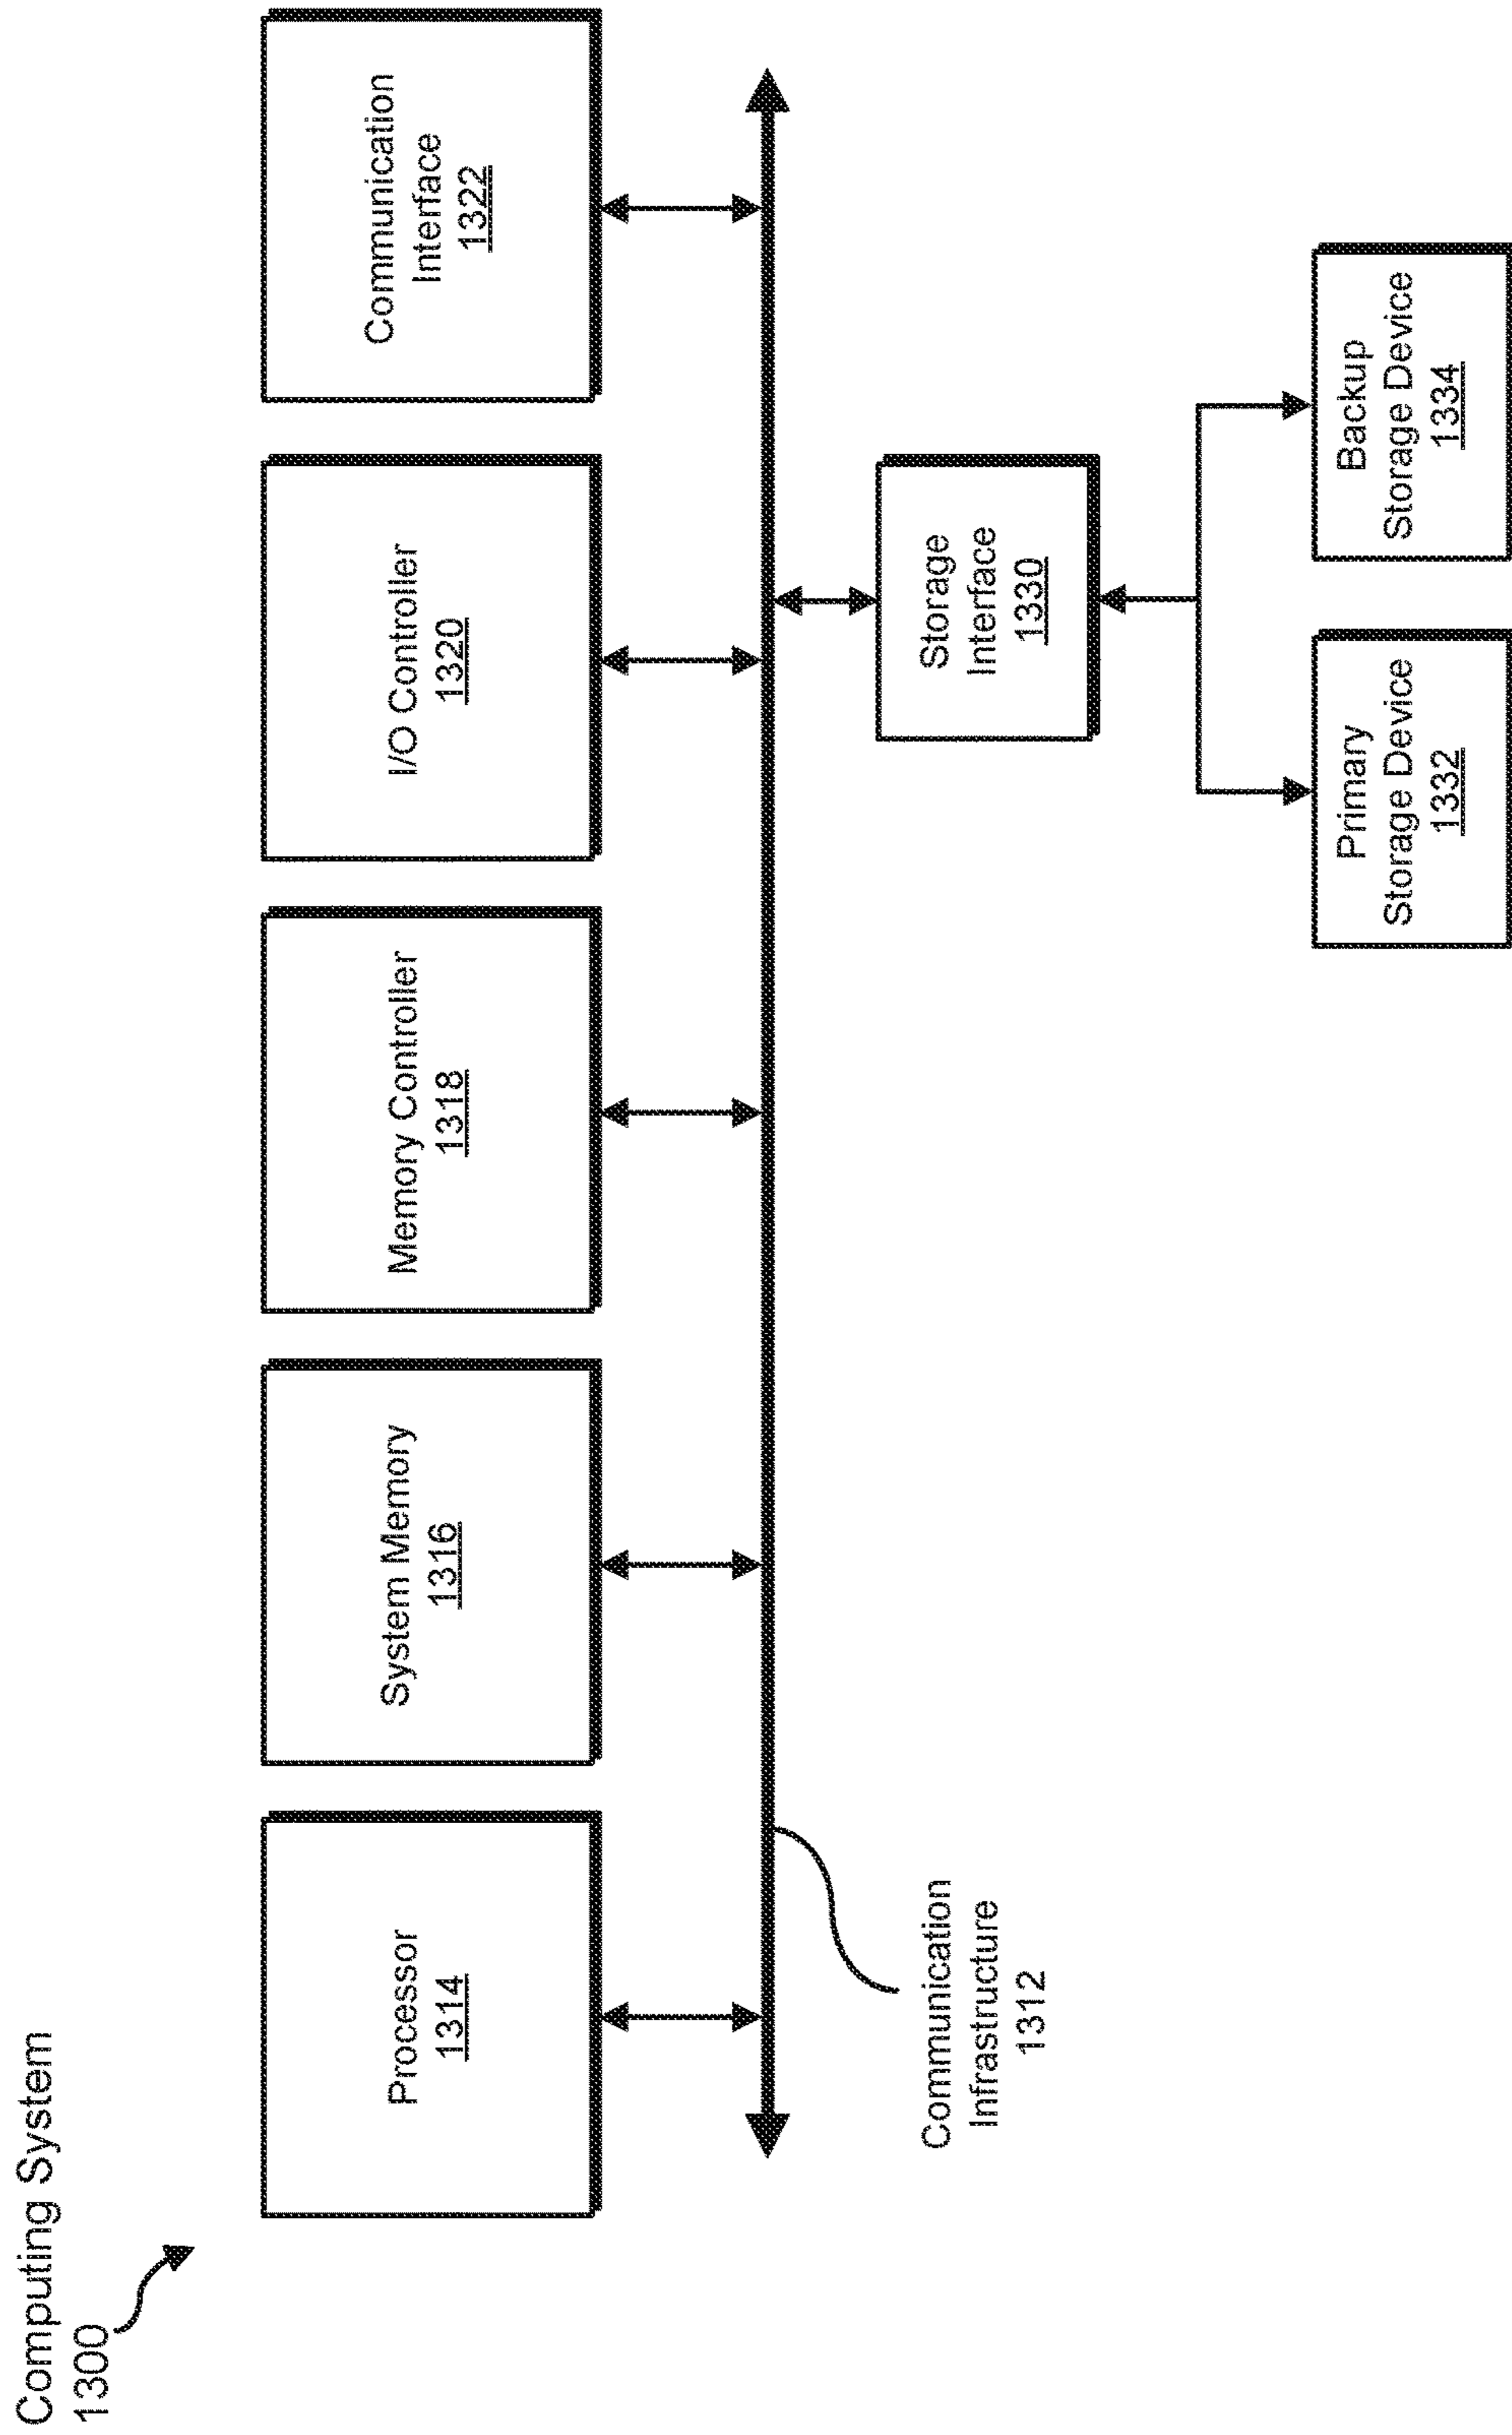 Computing System
1300
Processor
1314
System Memory
1316
Memory Controller
1318
I/O Controller
1320
Communication
Interface
1322
Communication
Infrastructure
1312
Storage
Interface
1330
Primary
Storage Device
1332
Backup
Storage Device
1334